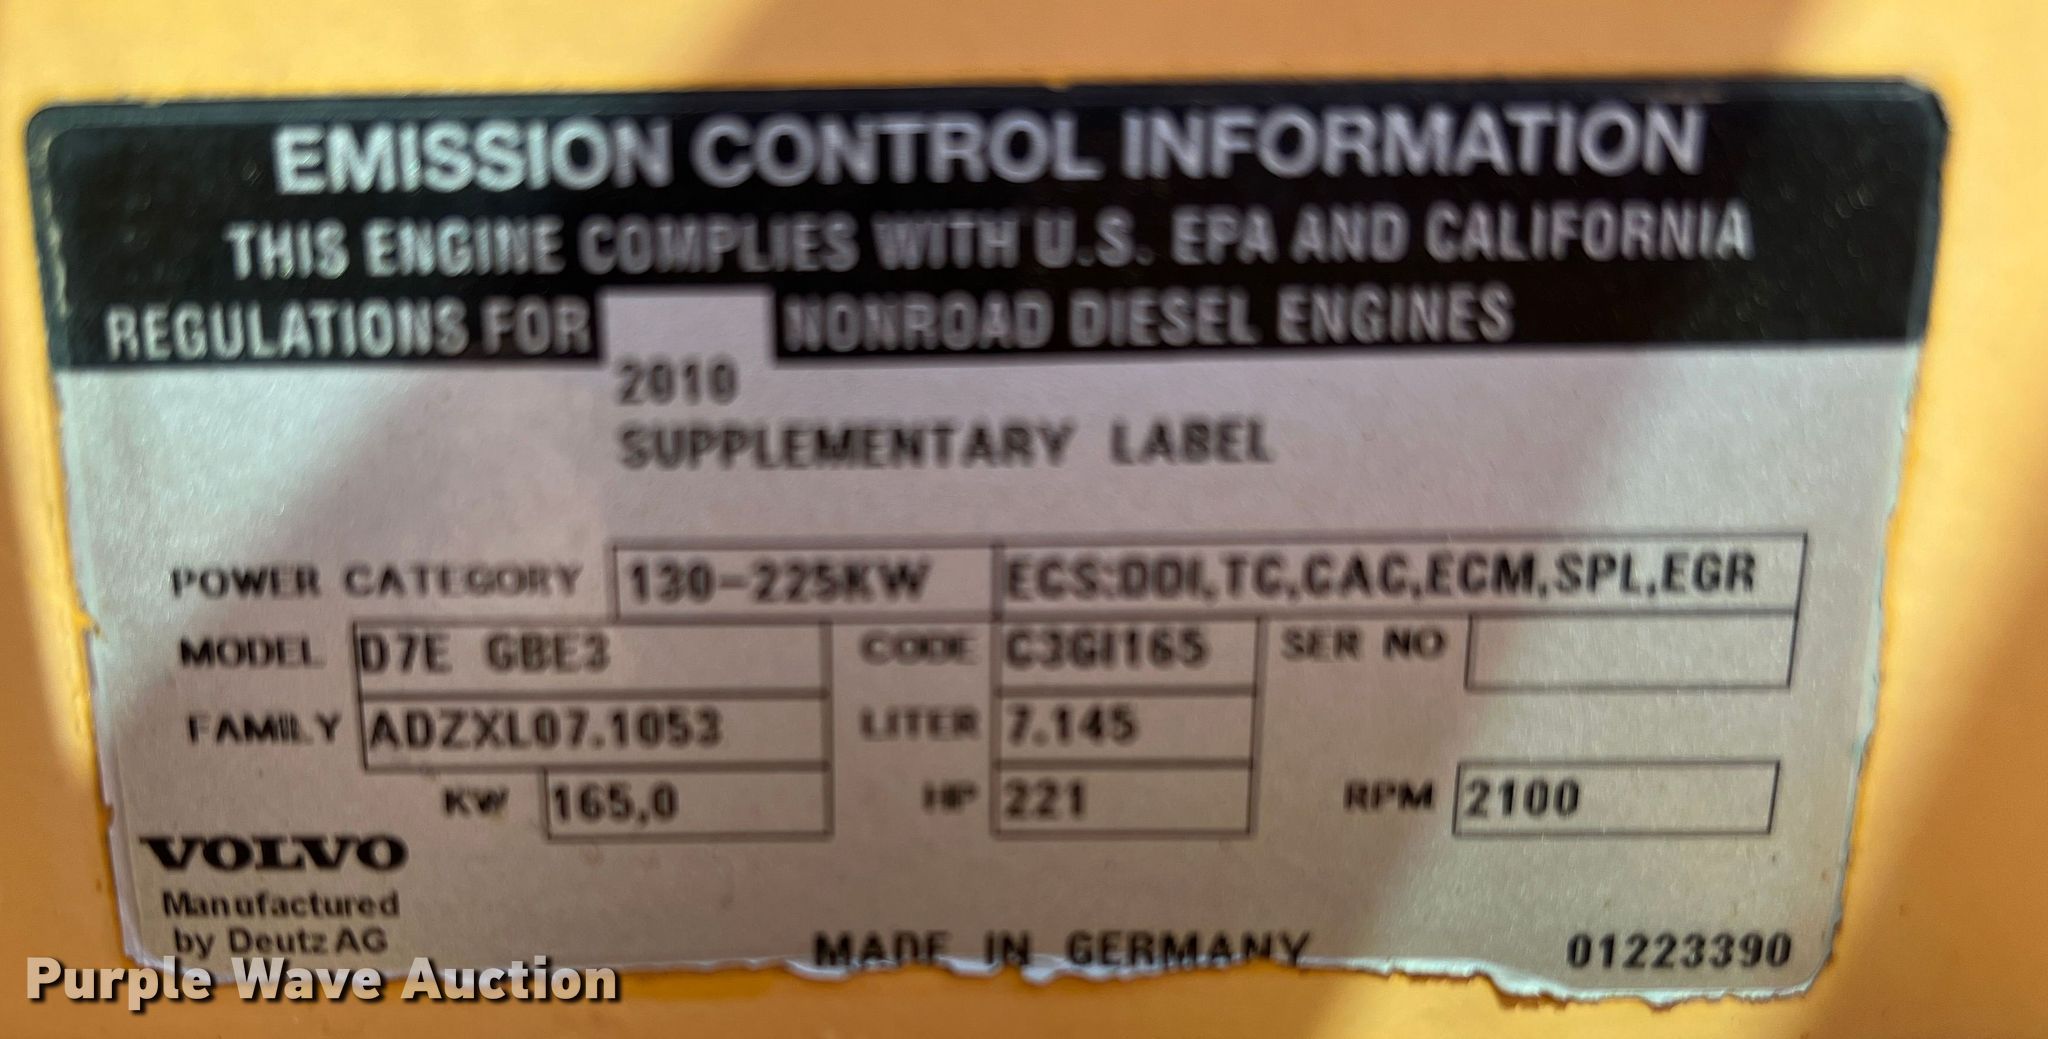 EMISSION CONTROL INFORMATION
THIS ENGINE COMPLIES WITH U.S. EPA AND CALIFORNIA
REGULATIONS FOR NONROAD DIESEL ENGINES
2010
SUPPLEMENTARY LABEL
POWER CATEGORY 130-225KW ECS:DDI,TC,CAC,ECM,SPL,EGR
MODEL D7E GBE3 CODE C3GI165 SER NO
FAMILY ADZXL07.1053 LITER 7.145
KW 165,0 HP 221 RPM 2100
VOLVO
Manufactured
by Deutz AG
MADE IN GERMANY 01223390
Purple Wave Auction